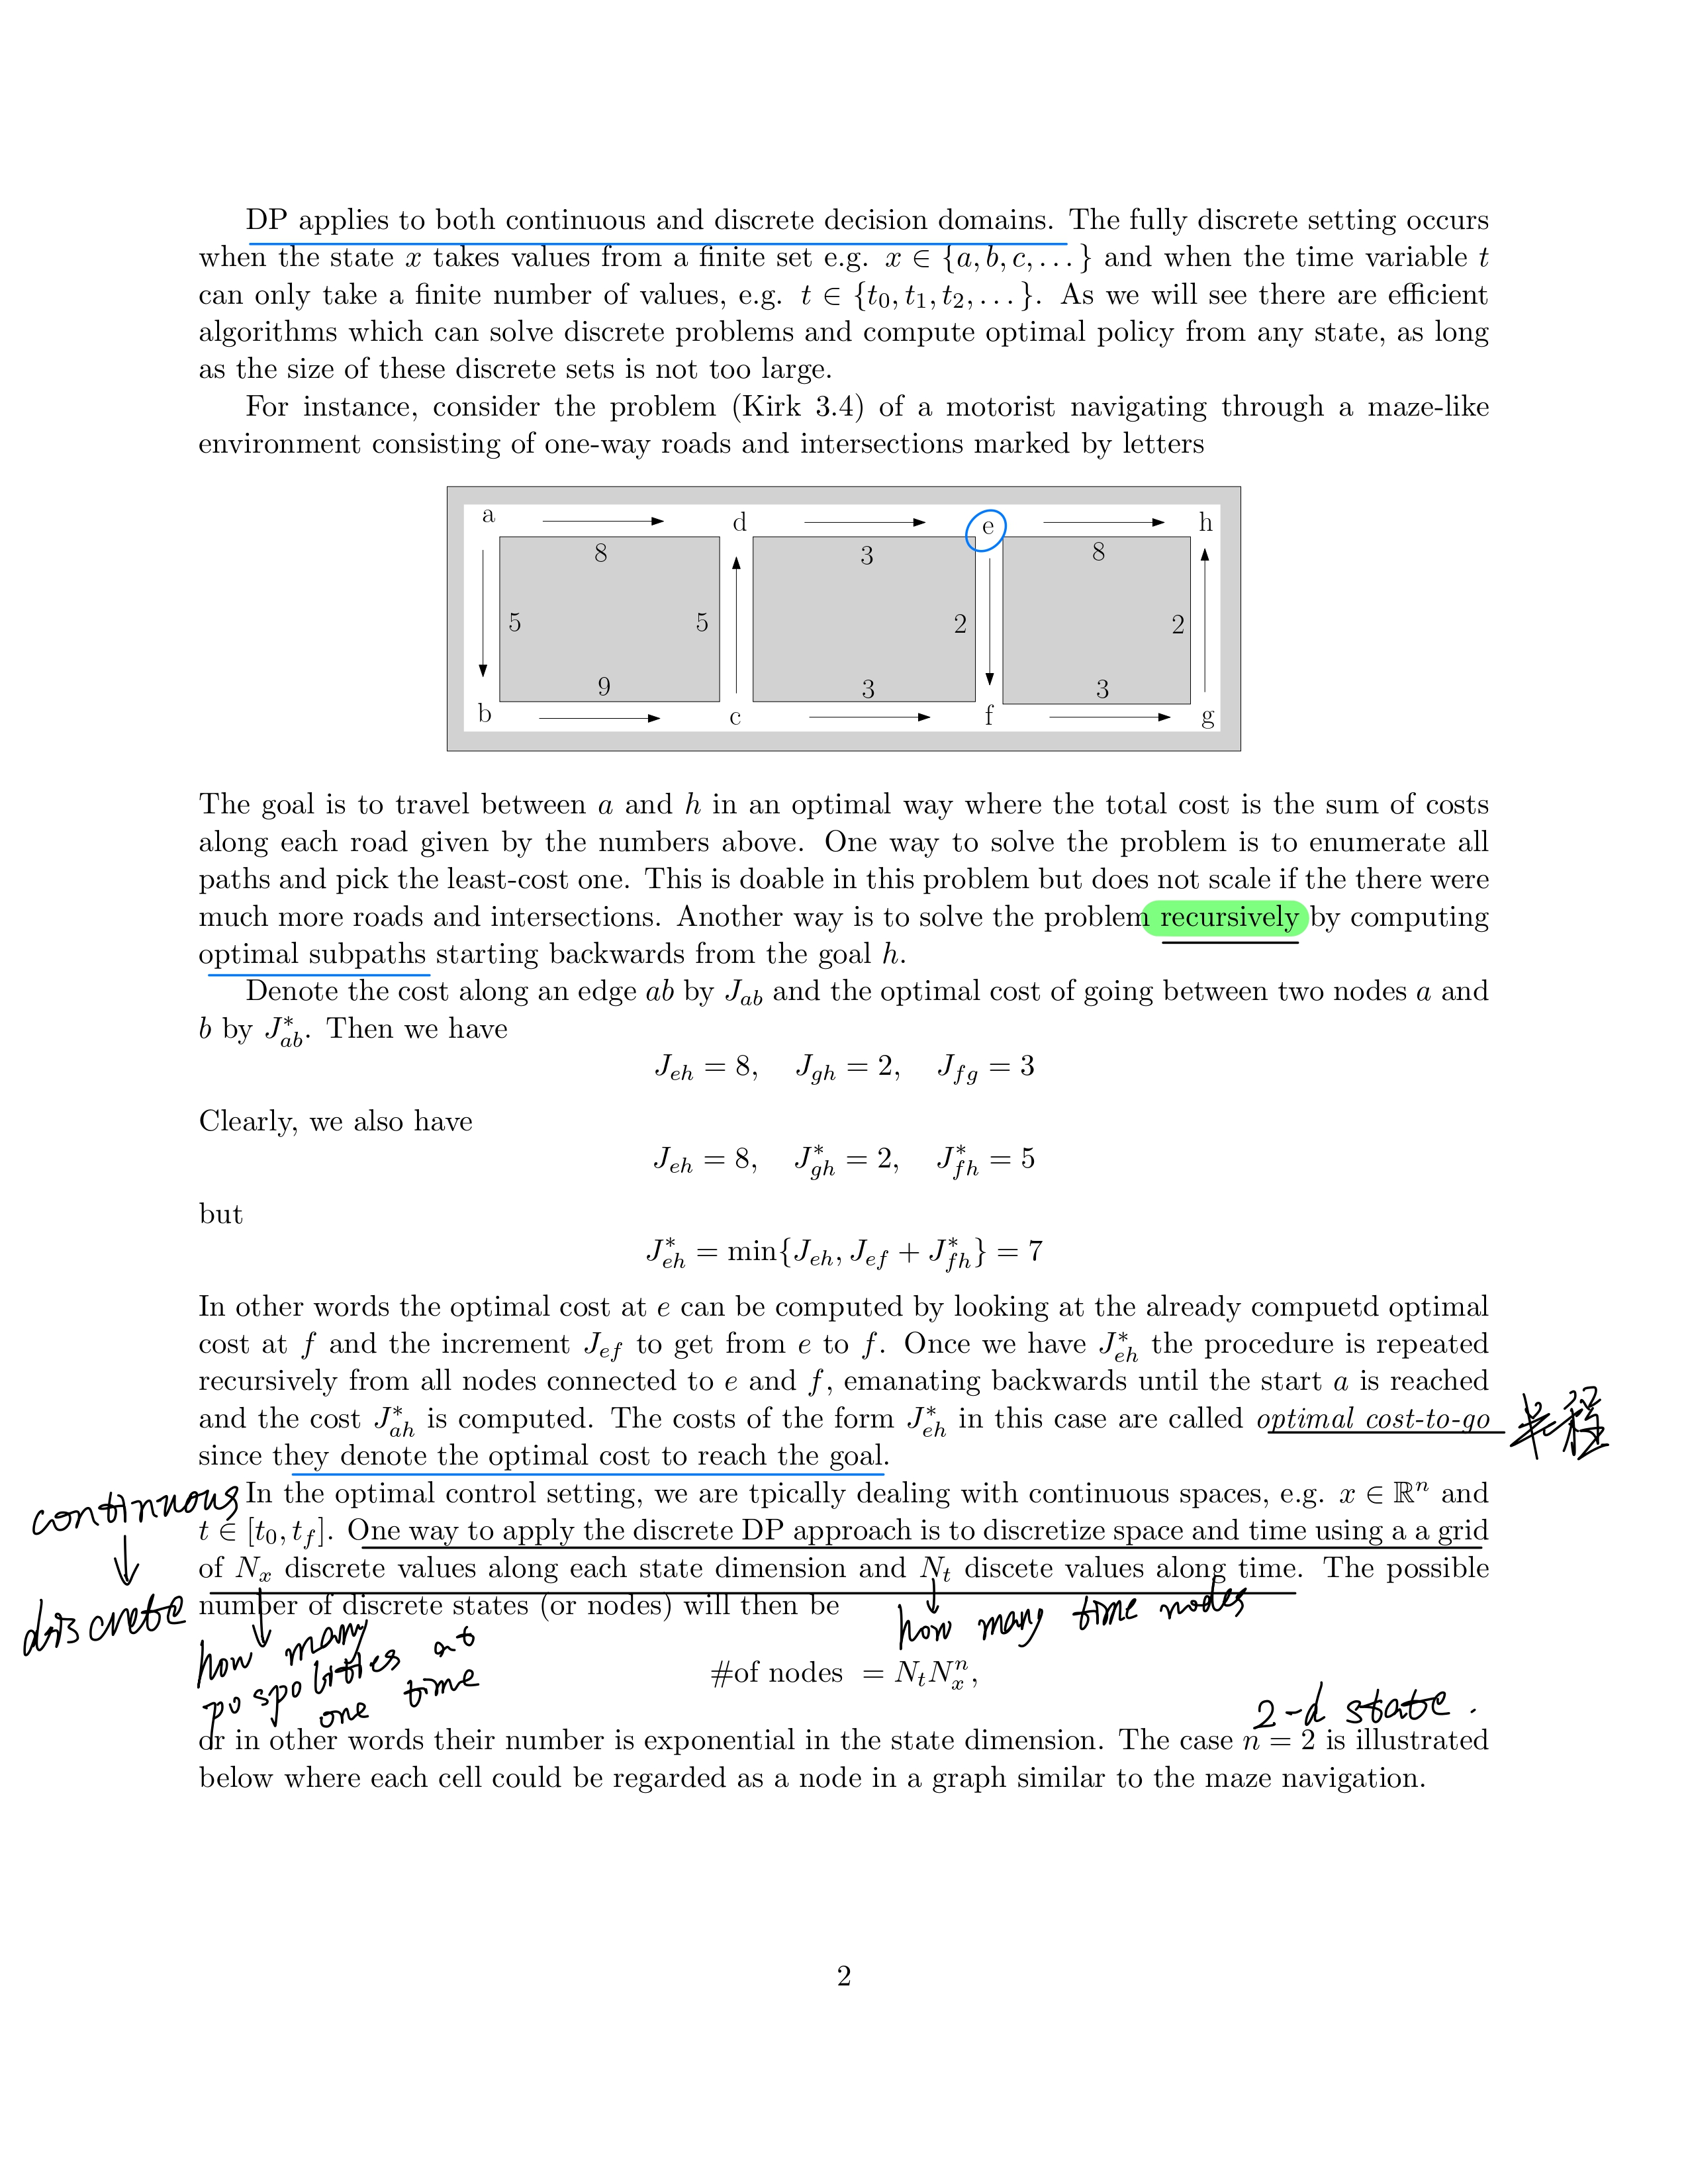 DP applies to both continuous and discrete decision domains. The fully discrete setting occurs
when the state x takes values from a finite set e.g. x ∈ {a, b, c, . . . } and when the time variable t
can only take a finite number of values, e.g. t ∈ {t₀, t₁, t₂, . . . }. As we will see there are efficient
algorithms which can solve discrete problems and compute optimal policy from any state, as long
as the size of these discrete sets is not too large.
For instance, consider the problem (Kirk 3.4) of a motorist navigating through a maze-like
environment consisting of one-way roads and intersections marked by letters
a d e h
8 3 8
5 5 2 2
9 3 3
b c f g
The goal is to travel between a and h in an optimal way where the total cost is the sum of costs
along each road given by the numbers above. One way to solve the problem is to enumerate all
paths and pick the least-cost one. This is doable in this problem but does not scale if the there were
much more roads and intersections. Another way is to solve the problem recursively by computing
optimal subpaths starting backwards from the goal h.
Denote the cost along an edge ab by J_{ab} and the optimal cost of going between two nodes a and
b by J^*_{ab}. Then we have
J_{eh} = 8, J_{gh} = 2, J_{fg} = 3
Clearly, we also have
J_{eh} = 8, J^*_{gh} = 2, J^*_{fh} = 5
but
J^*_{eh} = min{J_{eh}, J_{ef} + J^*_{fh}} = 7
In other words the optimal cost at e can be computed by looking at the already compuetd optimal
cost at f and the increment J_{ef} to get from e to f. Once we have J^*_{eh} the procedure is repeated
recursively from all nodes connected to e and f, emanating backwards until the start a is reached
and the cost J^*_{ah} is computed. The costs of the form J^*_{eh} in this case are called optimal cost-to-go
半程
since they denote the optimal cost to reach the goal.
continuous
discrete
In the optimal control setting, we are tpically dealing with continuous spaces, e.g. x ∈ ℝⁿ and
t ∈ [t₀, t_f]. One way to apply the discrete DP approach is to discretize space and time using a a grid
of N_x discrete values along each state dimension and N_t discete values along time. The possible
number of discrete states (or nodes) will then be
how many time nodes
how many
pospolities at
one time
#of nodes = N_t N_x^n,
2-d state.
or in other words their number is exponential in the state dimension. The case n = 2 is illustrated
below where each cell could be regarded as a node in a graph similar to the maze navigation.
2